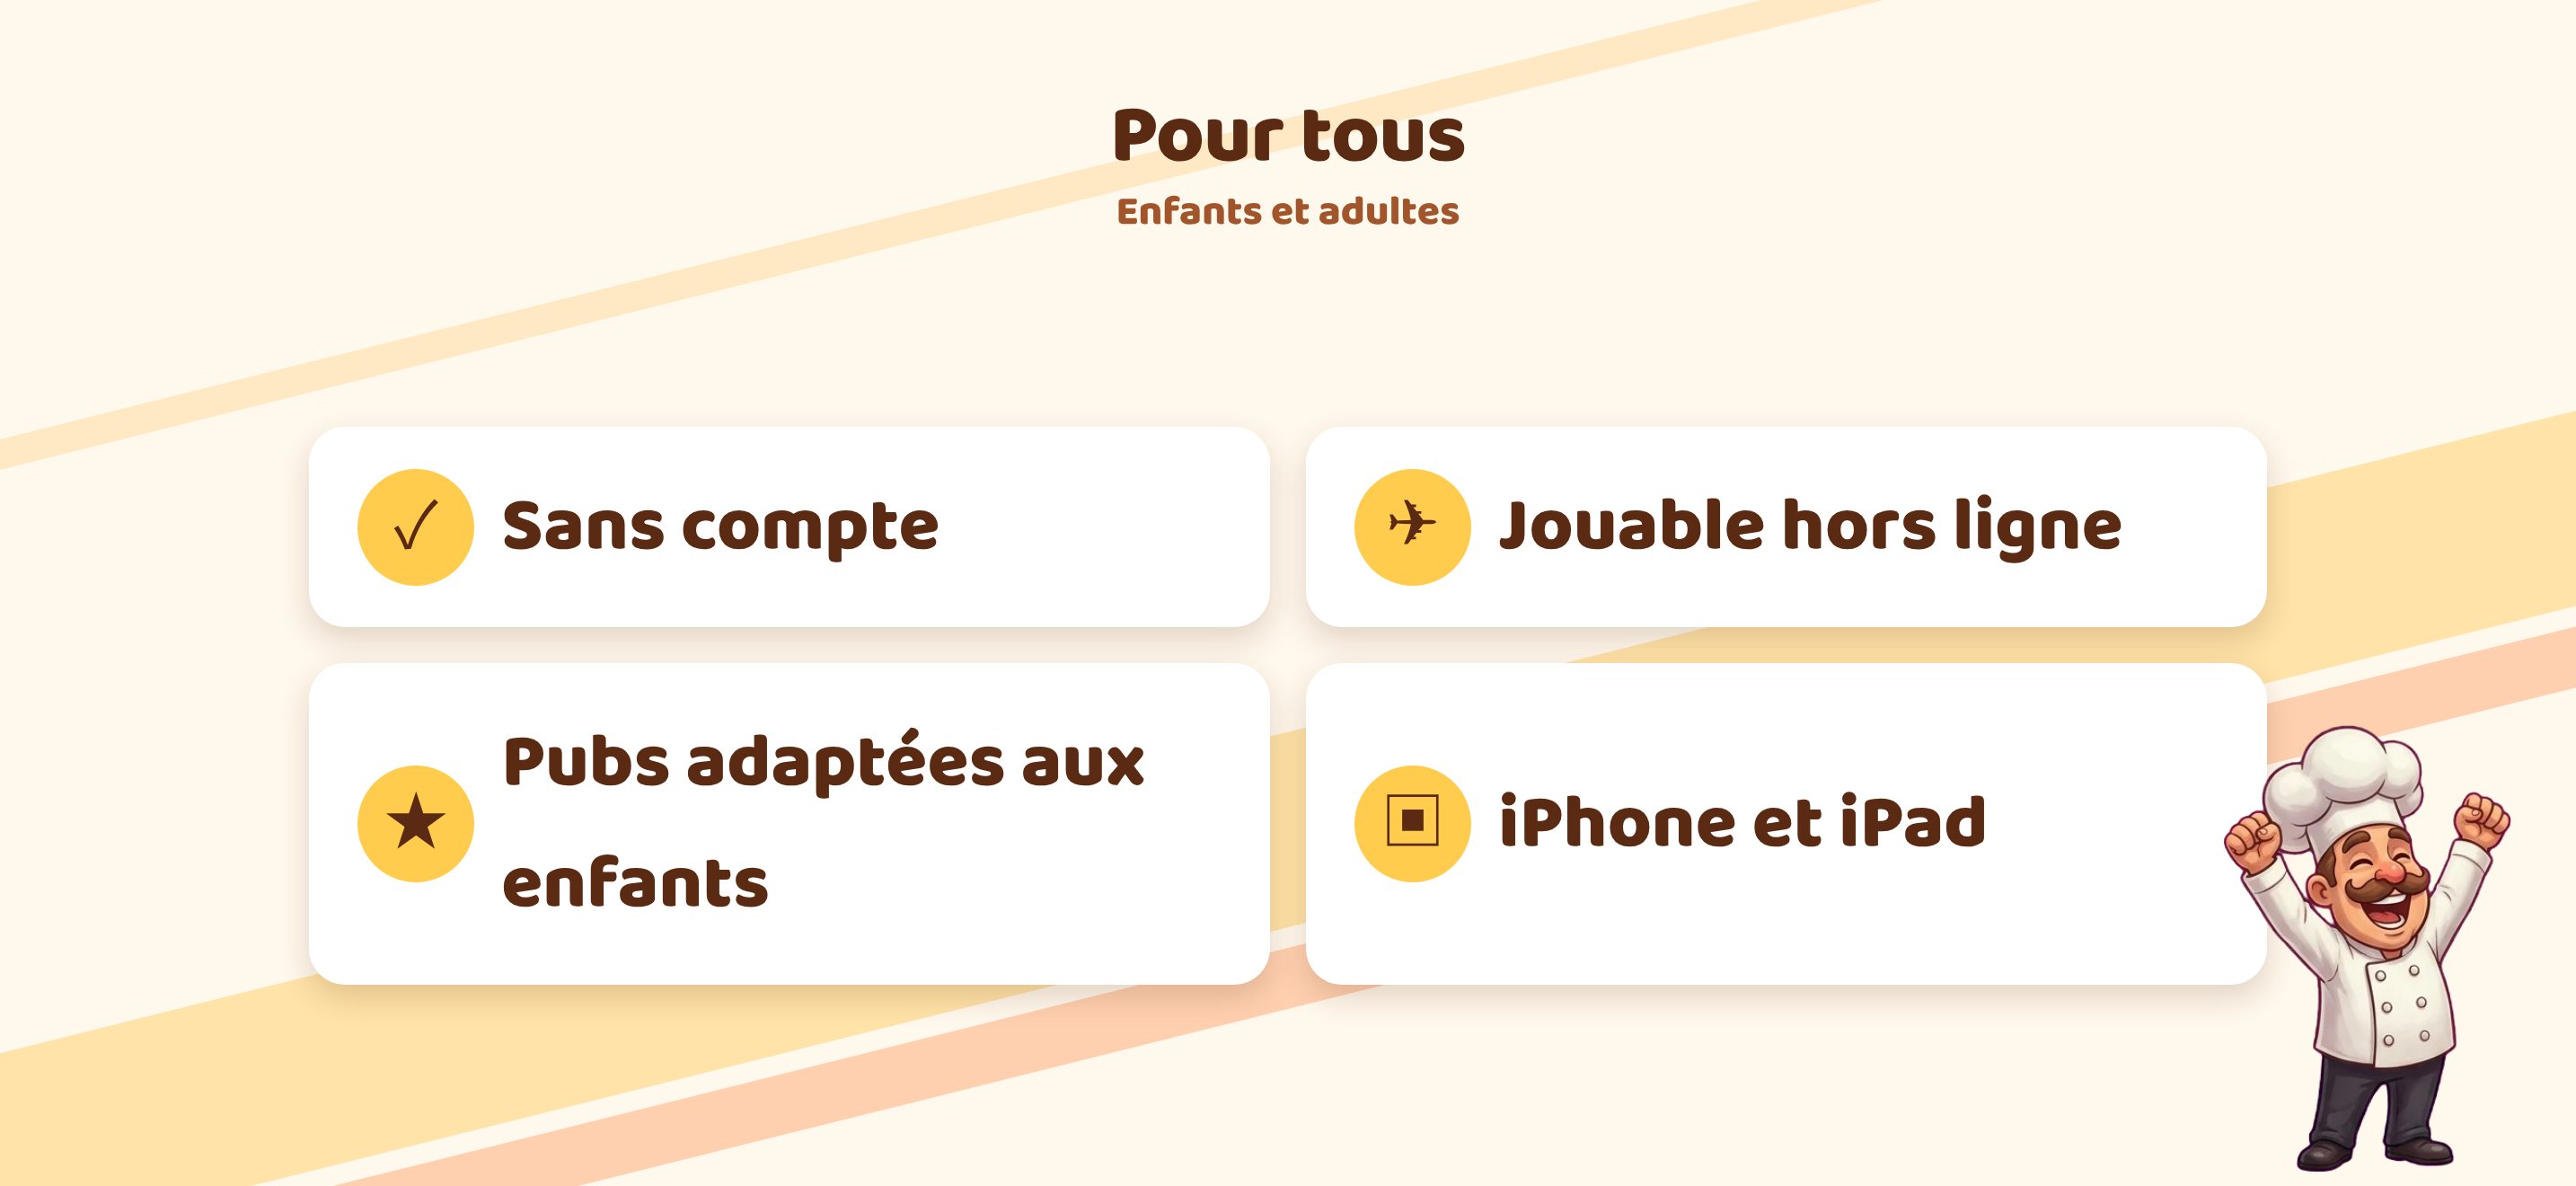 Pour tous
Enfants et adultes
Sans compte
Jouable hors ligne
Pubs adaptées aux
enfants
iPhone et iPad